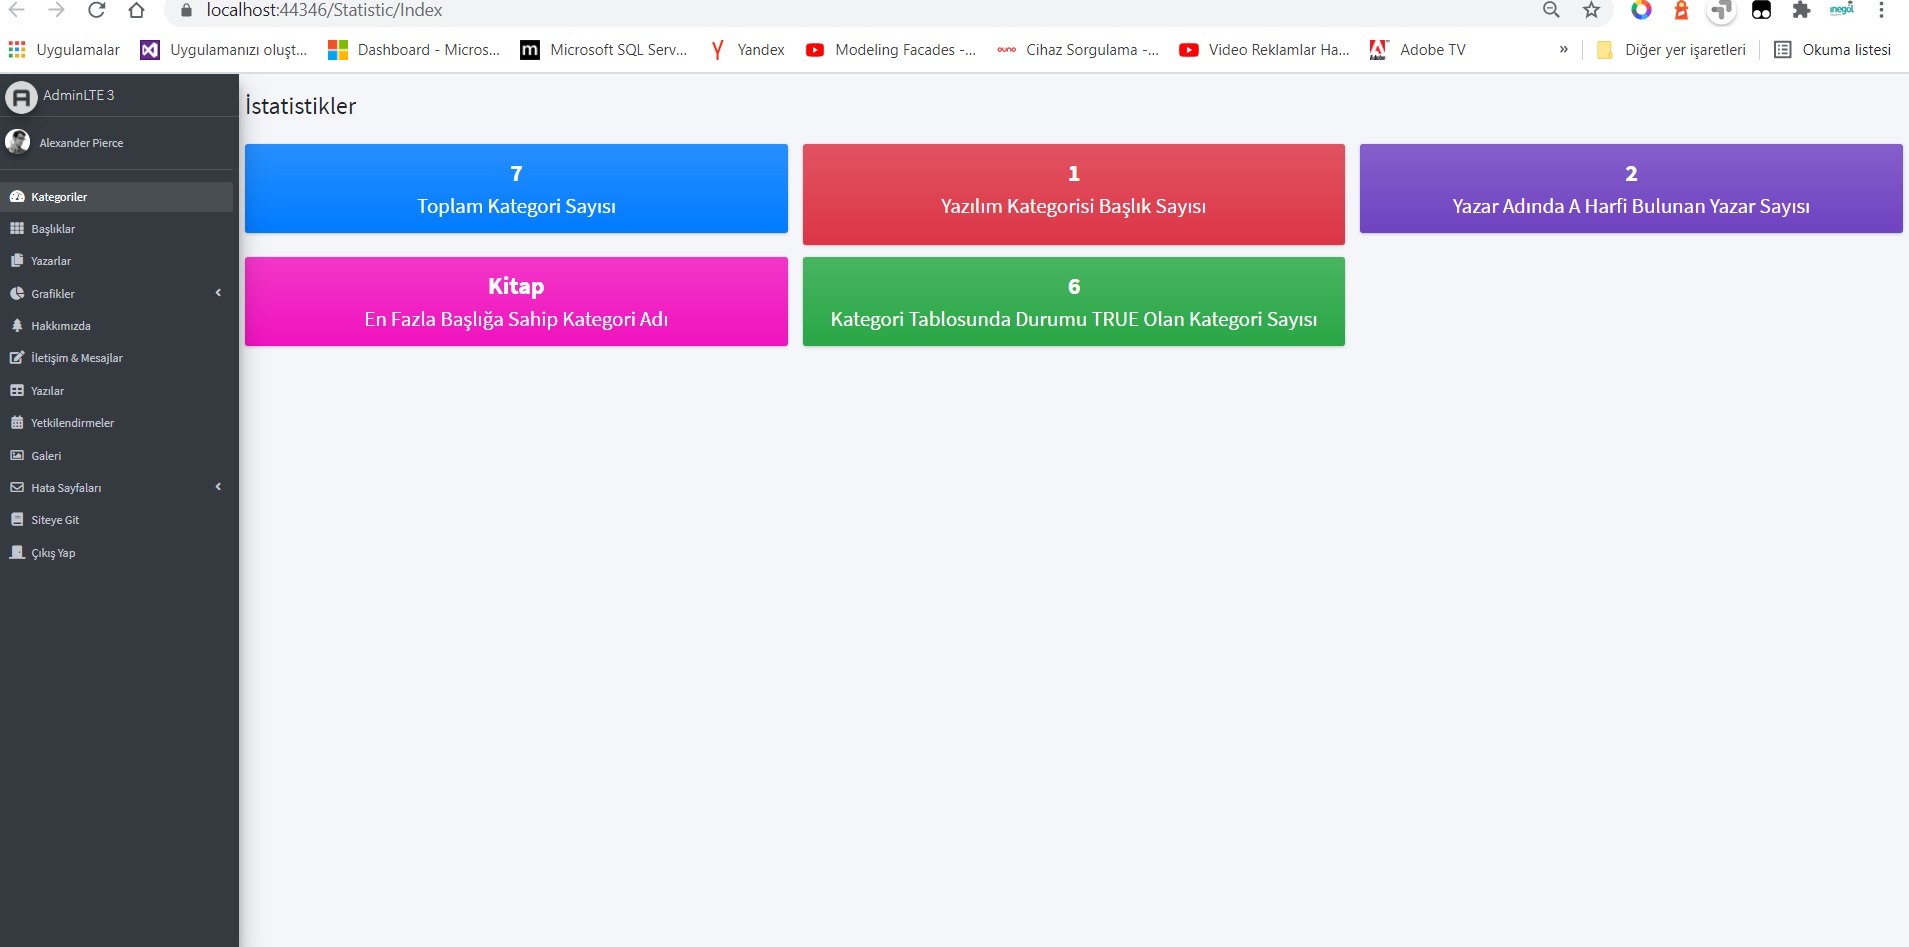 localhost:44346/Statistic/Index
inegöl
Uygulamalar
Uygulamanızı oluşt...
Dashboard - Micros...
m
Microsoft SQL Serv...
Yandex
Modeling Facades -...
Cihaz Sorgulama -...
Video Reklamlar Ha...
Adobe TV
»
Diğer yer işaretleri
Okuma listesi
AdminLTE 3
Alexander Pierce
Kategoriler
Başlıklar
Yazarlar
Grafikler
Hakkımızda
İletişim & Mesajlar
Yazılar
Yetkilendirmeler
Galeri
Hata Sayfaları
Siteye Git
Çıkış Yap
İstatistikler
7
Toplam Kategori Sayısı
1
Yazılım Kategorisi Başlık Sayısı
2
Yazar Adında A Harfi Bulunan Yazar Sayısı
Kitap
En Fazla Başlığa Sahip Kategori Adı
6
Kategori Tablosunda Durumu TRUE Olan Kategori Sayısı